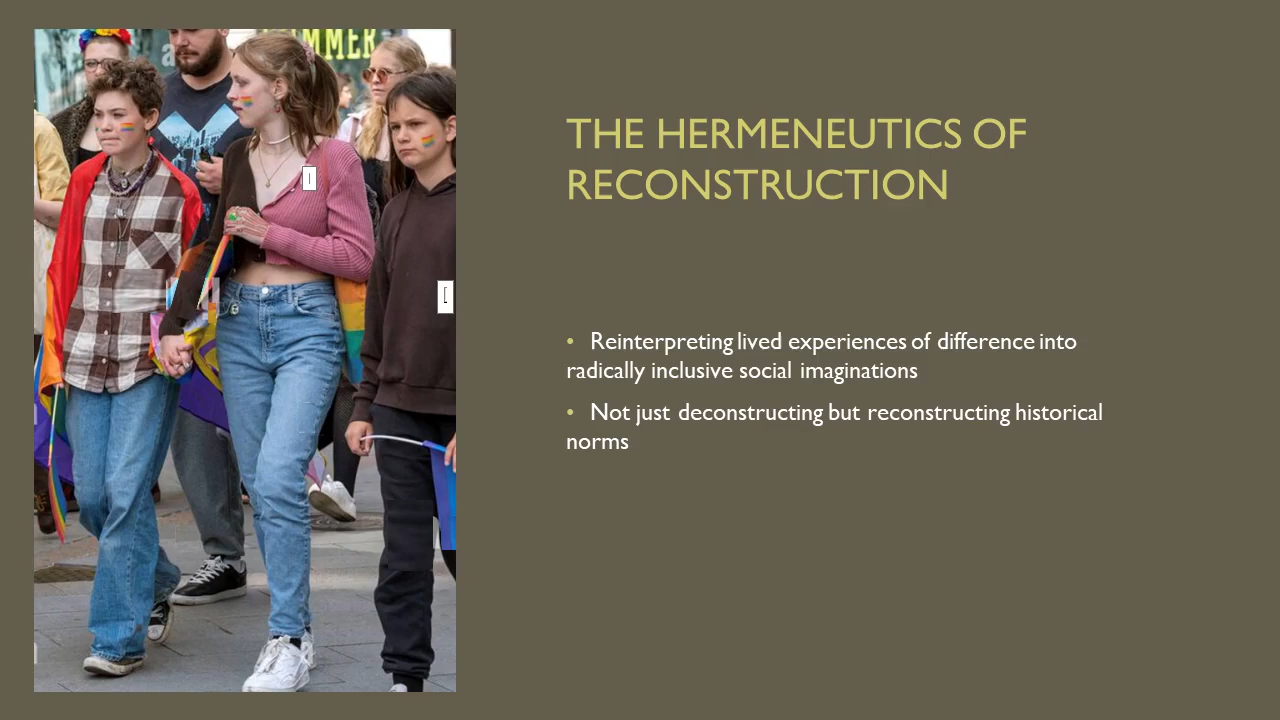 THE HERMENEUTICS OF
RECONSTRUCTION
• Reinterpreting lived experiences of difference into
radically inclusive social imaginations
• Not just deconstructing but reconstructing historical
norms